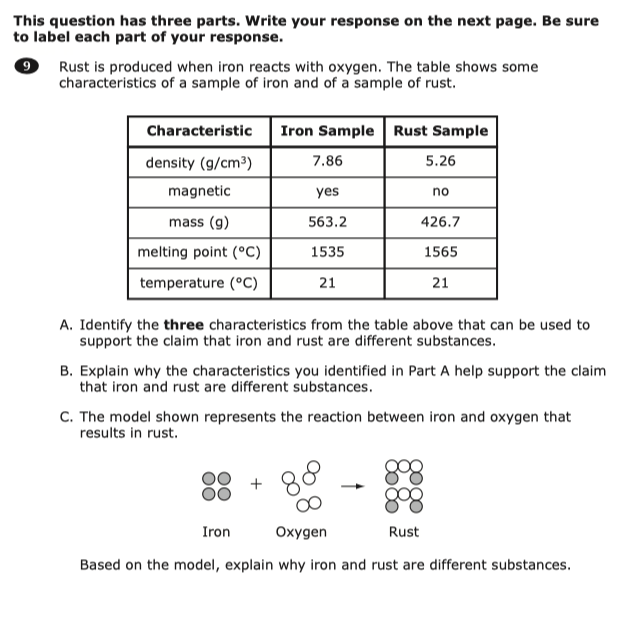 This question has three parts. Write your response on the next page. Be sure
to label each part of your response.
9 Rust is produced when iron reacts with oxygen. The table shows some
characteristics of a sample of iron and of a sample of rust.
Characteristic Iron Sample Rust Sample
density (g/cm³) 7.86 5.26
magnetic yes no
mass (g) 563.2 426.7
melting point (°C) 1535 1565
temperature (°C) 21 21
A. Identify the three characteristics from the table above that can be used to
support the claim that iron and rust are different substances.
B. Explain why the characteristics you identified in Part A help support the claim
that iron and rust are different substances.
C. The model shown represents the reaction between iron and oxygen that
results in rust.
+ →
Iron Oxygen Rust
Based on the model, explain why iron and rust are different substances.